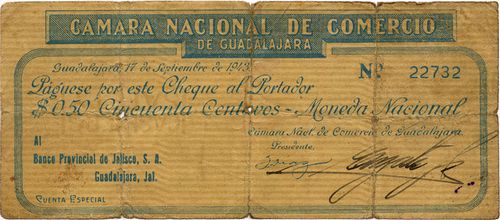 CAMARA NACIONAL DE COMERCIO
DE GUADALAJARA
Guadalajara, 17 de Septiembre de 1943.
Nº 22732
Páguese por este Cheque al Portador
$ 0.50 Cincuenta Centavos - Moneda Nacional
Cámara Nacl. de Comercio de Guadalajara.
Presidente.
Al
Banco Provincial de Jalisco, S. A.
Guadalajara, Jal.
CUENTA ESPECIAL